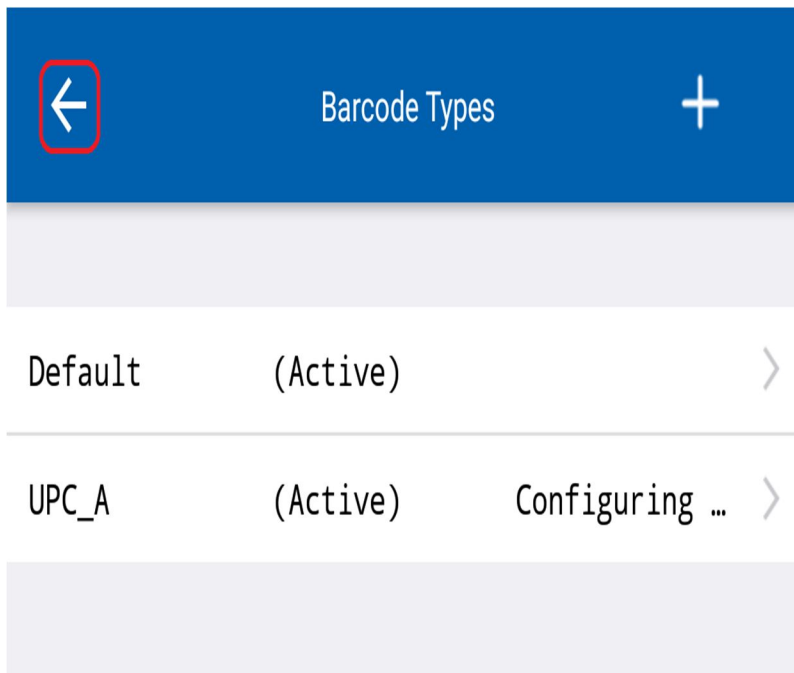 Barcode Types
Default (Active)
UPC_A (Active) Configuring …